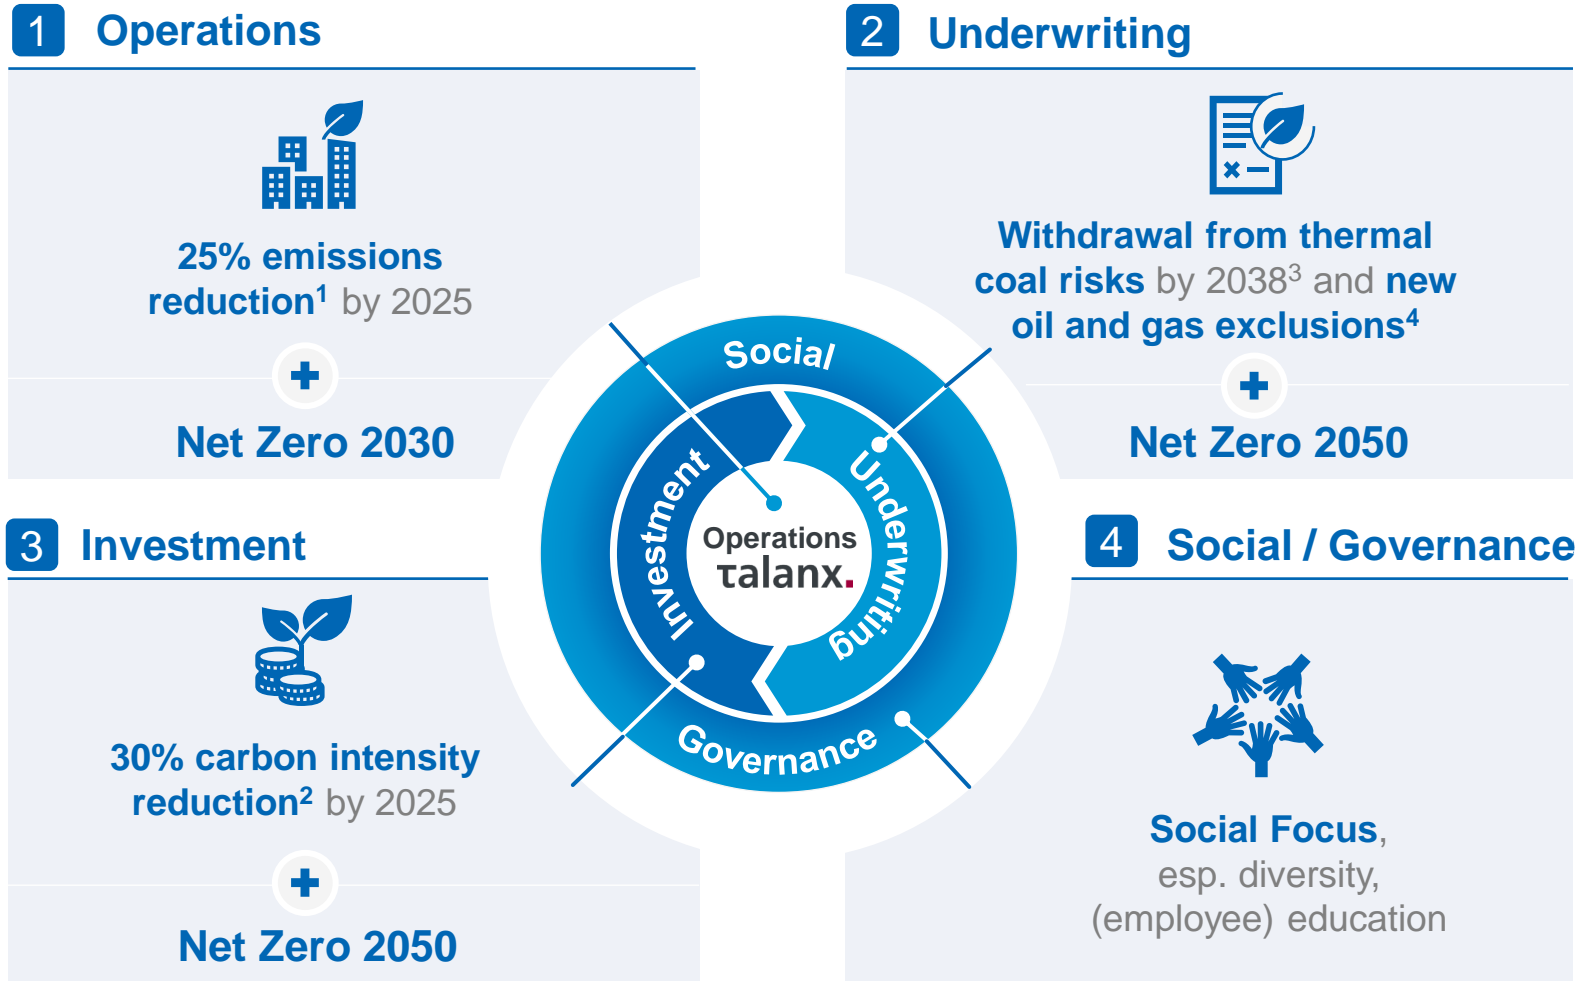 1 Operations
25% emissions
reduction¹ by 2025
Net Zero 2030
2 Underwriting
Withdrawal from thermal
coal risks by 2038³ and new
oil and gas exclusions⁴
Net Zero 2050
Social
Investment
Underwriting
Operations
talanx.
Governance
3 Investment
30% carbon intensity
reduction² by 2025
Net Zero 2050
4 Social / Governance
Social Focus,
esp. diversity,
(employee) education